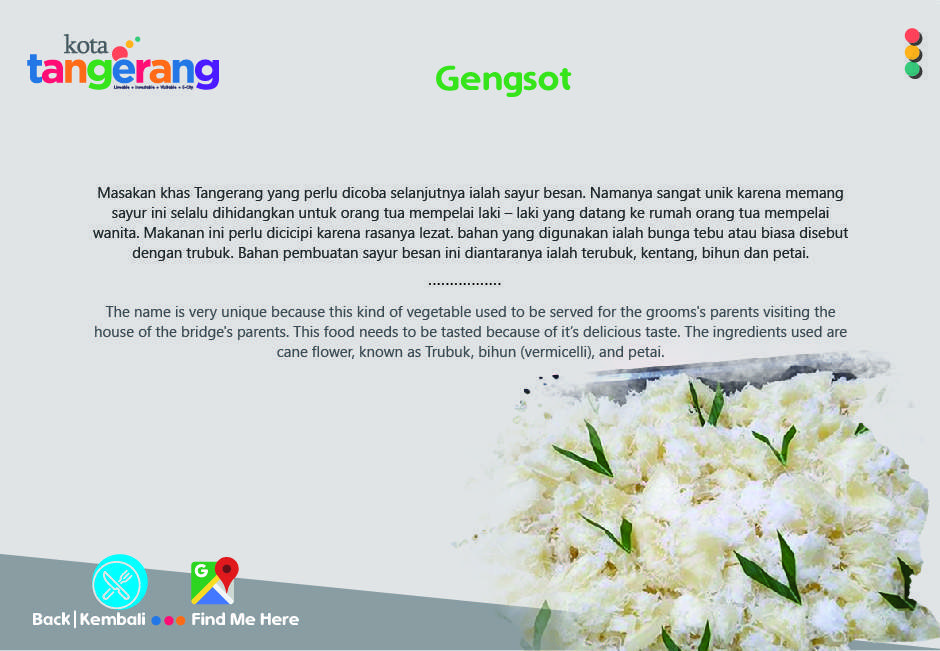 kota
tangerang
Liveable + Investable + Visitable + E-City
Gengsot
Masakan khas Tangerang yang perlu dicoba selanjutnya ialah sayur besan. Namanya sangat unik karena memang
sayur ini selalu dihidangkan untuk orang tua mempelai laki – laki yang datang ke rumah orang tua mempelai
wanita. Makanan ini perlu dicicipi karena rasanya lezat. bahan yang digunakan ialah bunga tebu atau biasa disebut
dengan trubuk. Bahan pembuatan sayur besan ini diantaranya ialah terubuk, kentang, bihun dan petai.
.................
The name is very unique because this kind of vegetable used to be served for the grooms's parents visiting the
house of the bridge's parents. This food needs to be tasted because of it's delicious taste. The ingredients used are
cane flower, known as Trubuk, bihun (vermicelli), and petai.
G
Back|Kembali Find Me Here